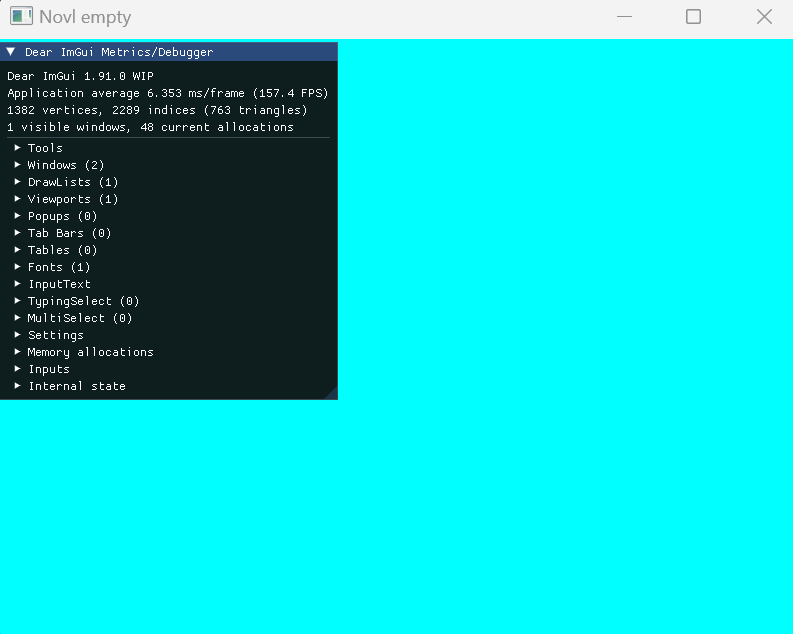 Novl empty
Dear ImGui Metrics/Debugger
Dear ImGui 1.91.0 WIP
Application average 6.353 ms/frame (157.4 FPS)
1382 vertices, 2289 indices (763 triangles)
1 visible windows, 48 current allocations
Tools
Windows (2)
DrawLists (1)
Viewports (1)
Popups (0)
Tab Bars (0)
Tables (0)
Fonts (1)
InputText
TypingSelect (0)
MultiSelect (0)
Settings
Memory allocations
Inputs
Internal state